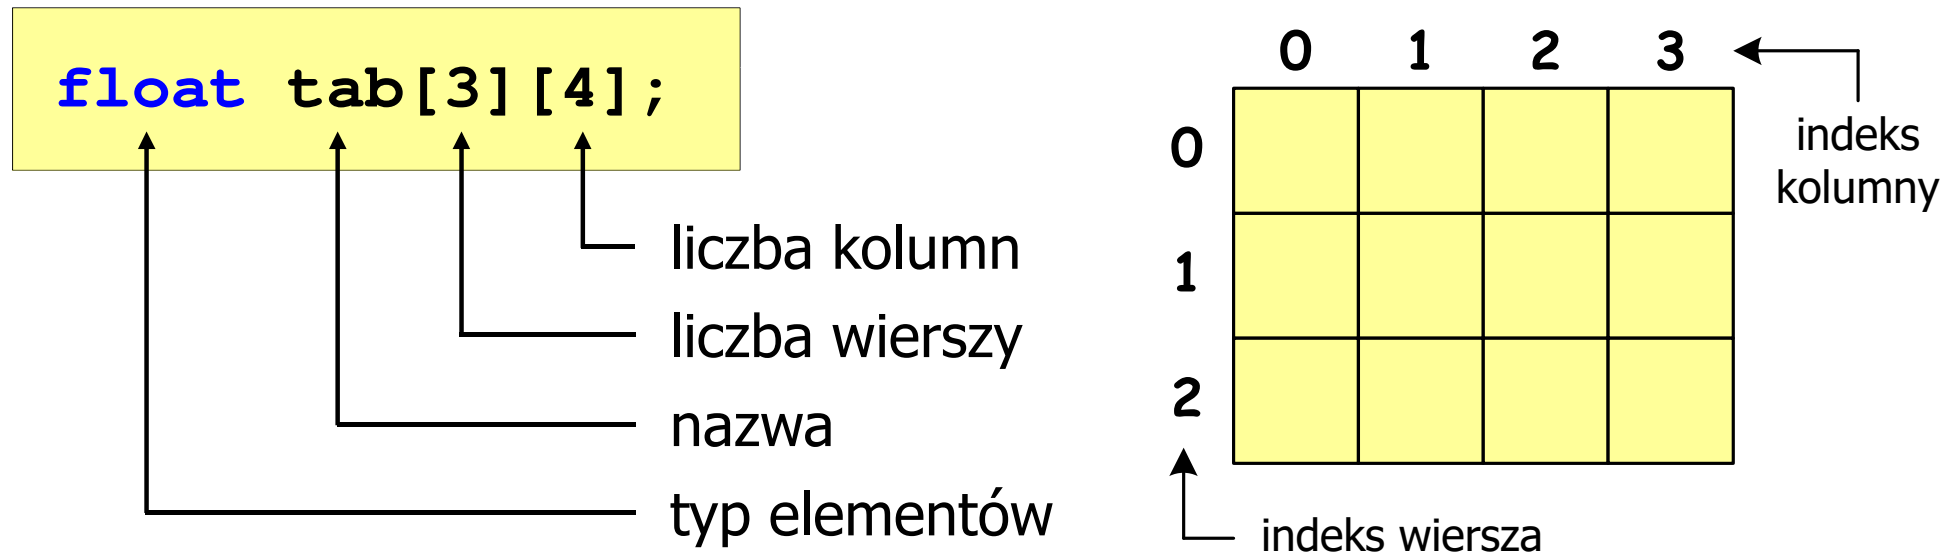 float tab[3][4];
liczba kolumn
liczba wierszy
nazwa
typ elementów
0 1 2 3
indeks
kolumny
0
1
2
indeks wiersza